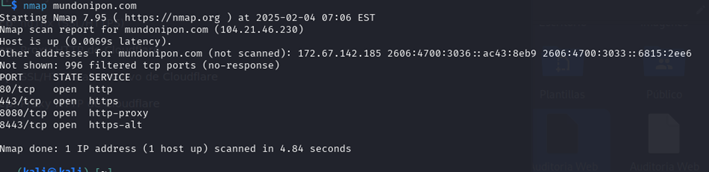 └─$ nmap mundonipon.com
Starting Nmap 7.95 ( https://nmap.org ) at 2025-02-04 07:06 EST
Nmap scan report for mundonipon.com (104.21.46.230)
Host is up (0.0069s latency).
Other addresses for mundonipon.com (not scanned): 172.67.142.185 2606:4700:3036::ac43:8eb9 2606:4700:3033::6815:2ee6
Not shown: 996 filtered tcp ports (no-response)
PORT     STATE SERVICE
80/tcp   open  http
443/tcp  open  https
8080/tcp open  http-proxy
8443/tcp open  https-alt
Nmap done: 1 IP address (1 host up) scanned in 4.84 seconds